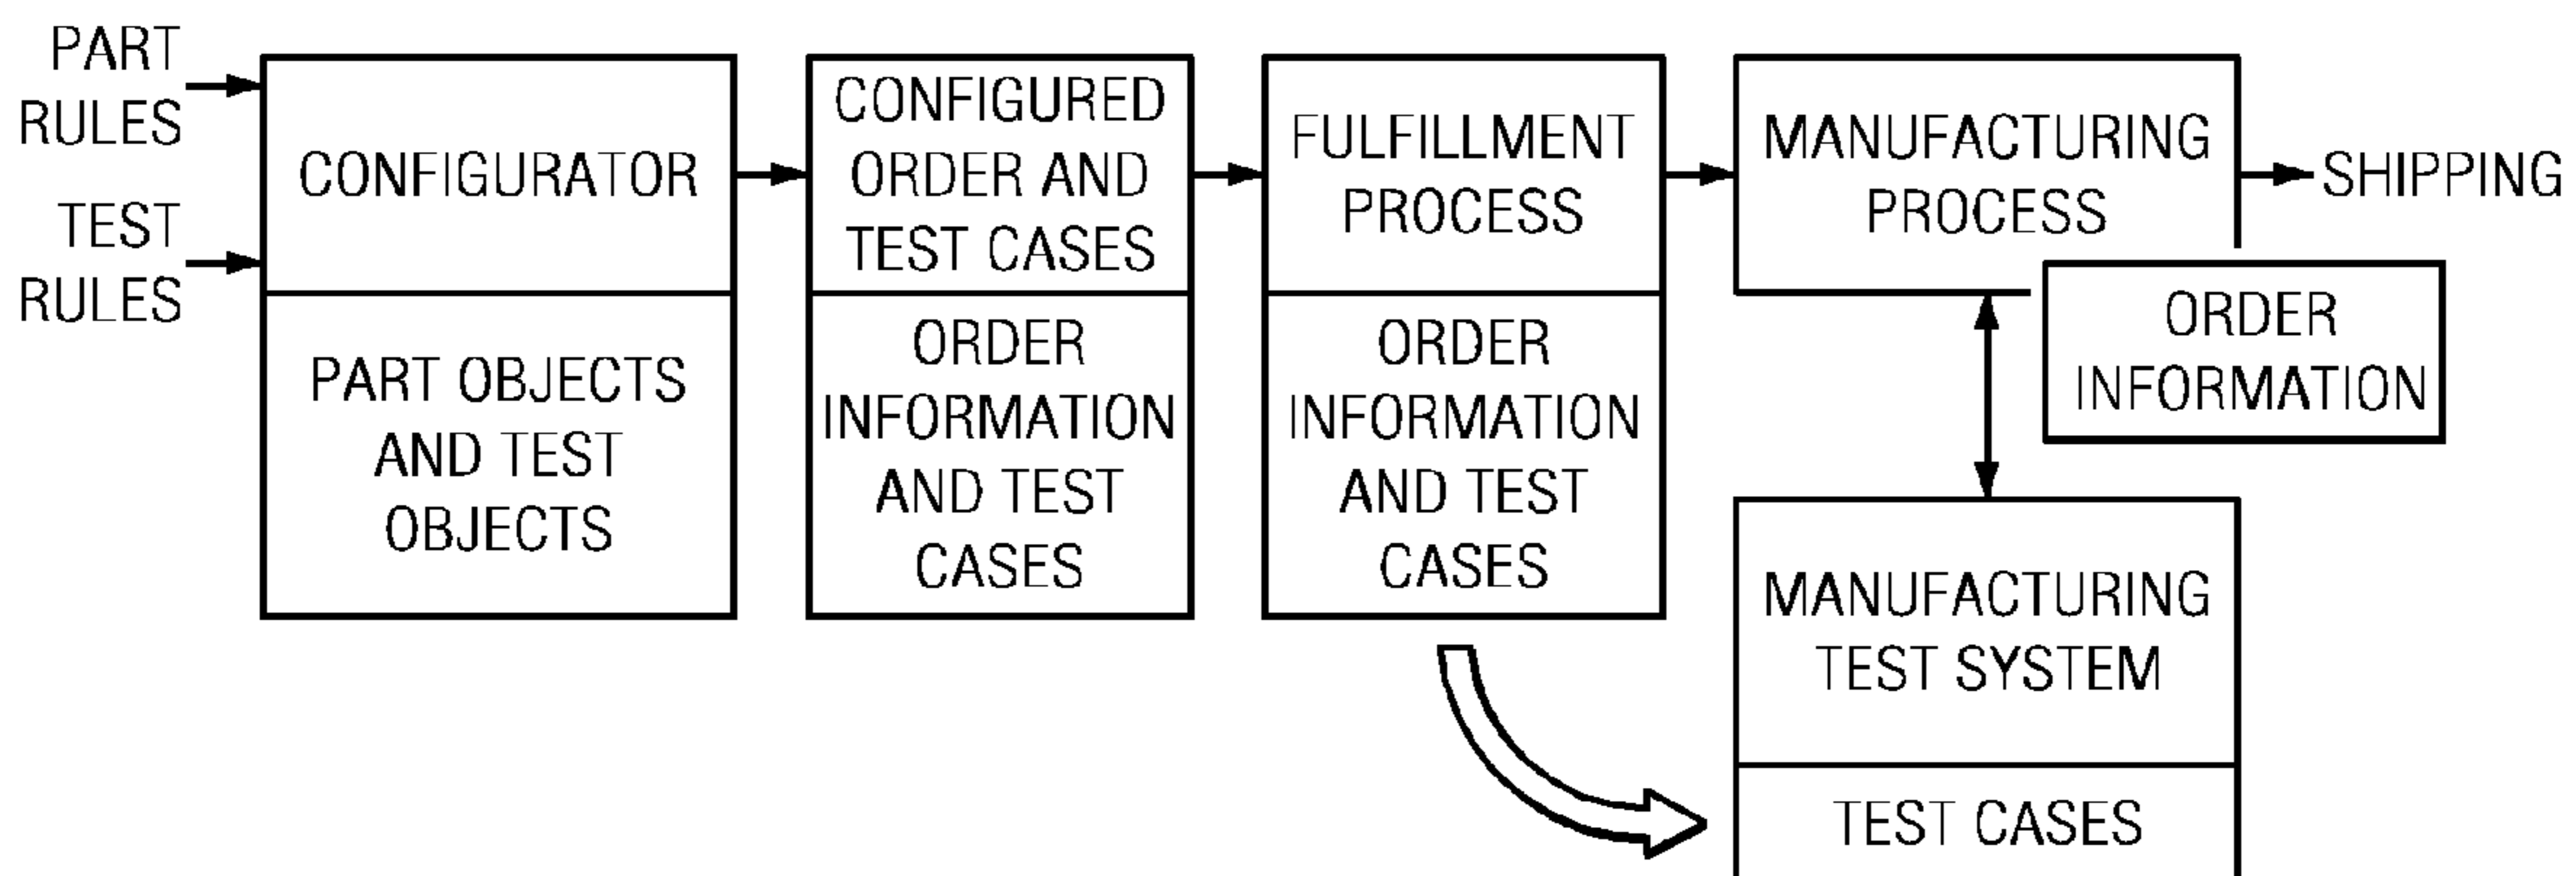 PART
RULES
TEST
RULES
CONFIGURATOR
PART OBJECTS
AND TEST
OBJECTS
CONFIGURED
ORDER AND
TEST CASES
ORDER
INFORMATION
AND TEST
CASES
FULFILLMENT
PROCESS
ORDER
INFORMATION
AND TEST
CASES
MANUFACTURING
PROCESS
SHIPPING
ORDER
INFORMATION
MANUFACTURING
TEST SYSTEM
TEST CASES